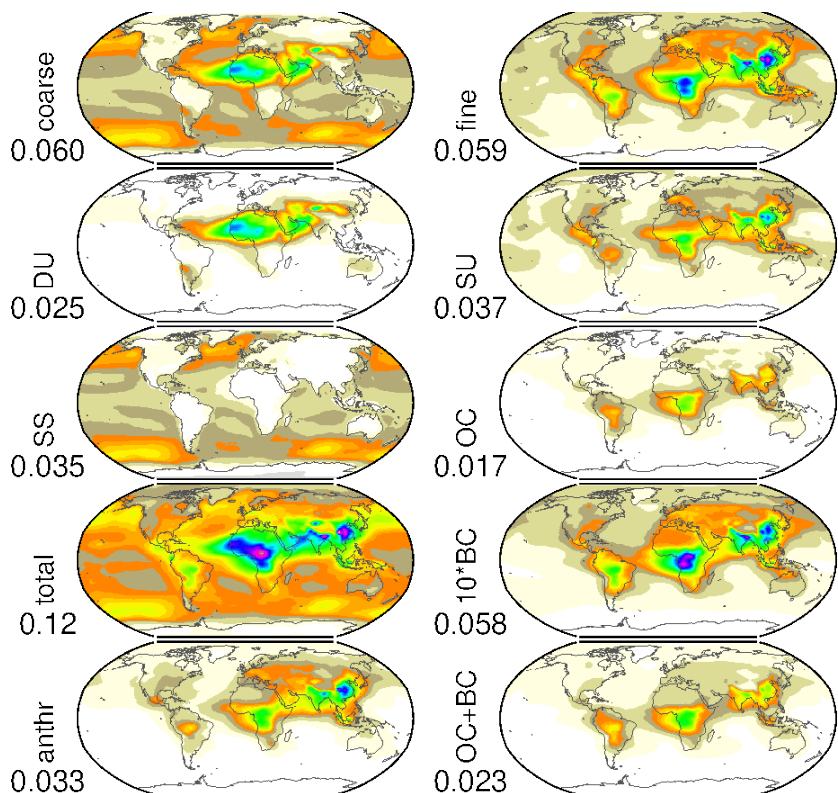 coarse
0.060
fine
0.059
DU
0.025
SU
0.037
SS
0.035
OC
0.017
total
0.12
10*BC
0.058
anthr
0.033
OC+BC
0.023